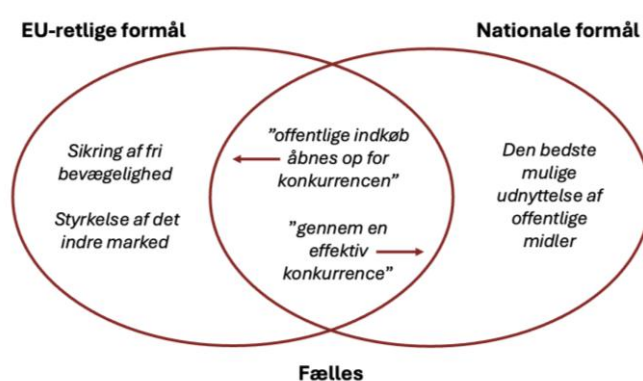 EU-retlige formål
Nationale formål
Sikring af fri
bevægelighed
Styrkelse af det
indre marked
"offentlige indkøb
åbnes op for
konkurrencen"
"gennem en
effektiv
konkurrence"
Den bedste
mulige
udnyttelse af
offentlige
midler
Fælles